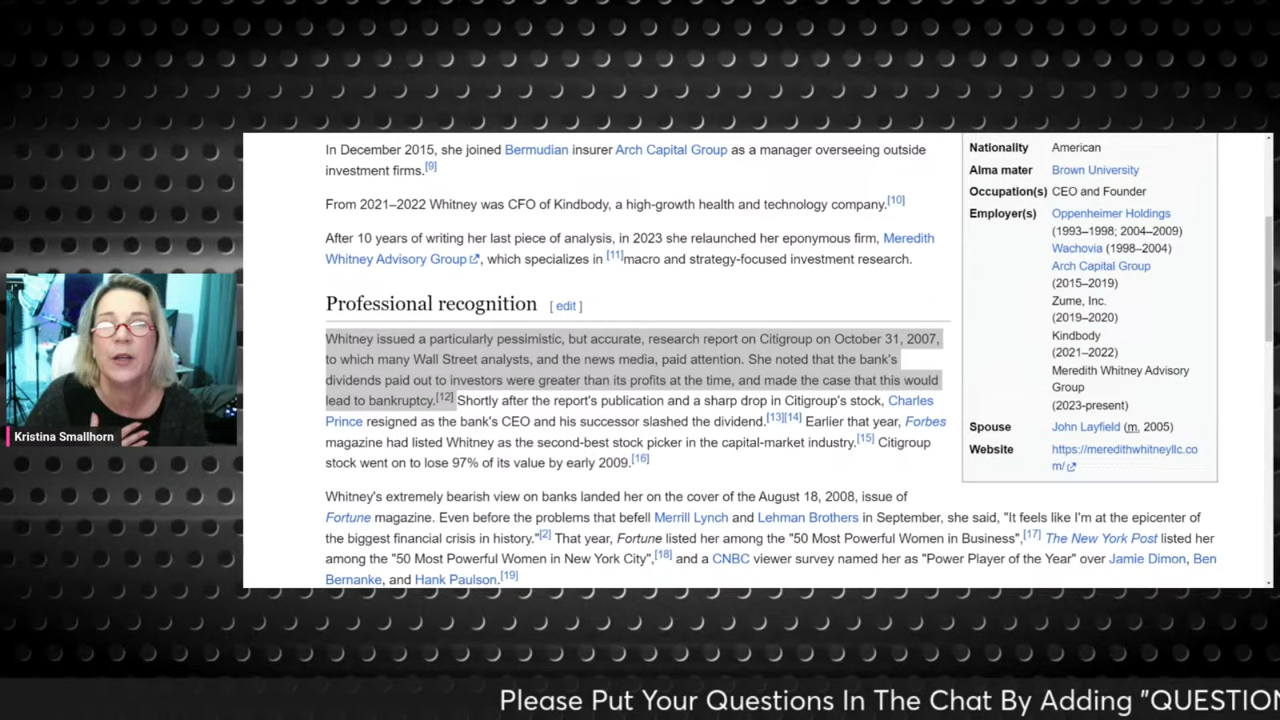 In December 2015, she joined Bermudian insurer Arch Capital Group as a manager overseeing outside
investment firms.[9]
From 2021–2022 Whitney was CFO of Kindbody, a high-growth health and technology company.[10]
After 10 years of writing her last piece of analysis, in 2023 she relaunched her eponymous firm, Meredith
Whitney Advisory Group, which specializes in [11]macro and strategy-focused investment research.
Professional recognition [ edit ]
Whitney issued a particularly pessimistic, but accurate, research report on Citigroup on October 31, 2007,
to which many Wall Street analysts, and the news media, paid attention. She noted that the bank's
dividends paid out to investors were greater than its profits at the time, and made the case that this would
lead to bankruptcy.[12] Shortly after the report's publication and a sharp drop in Citigroup's stock, Charles
Prince resigned as the bank's CEO and his successor slashed the dividend.[13][14] Earlier that year, Forbes
magazine had listed Whitney as the second-best stock picker in the capital-market industry.[15] Citigroup
stock went on to lose 97% of its value by early 2009.[16]
Whitney's extremely bearish view on banks landed her on the cover of the August 18, 2008, issue of
Fortune magazine. Even before the problems that befell Merrill Lynch and Lehman Brothers in September, she said, "It feels like I'm at the epicenter of
the biggest financial crisis in history."[2] That year, Fortune listed her among the "50 Most Powerful Women in Business",[17] The New York Post listed her
among the "50 Most Powerful Women in New York City",[18] and a CNBC viewer survey named her as "Power Player of the Year" over Jamie Dimon, Ben
Bernanke, and Hank Paulson.[19]
Nationality American
Alma mater Brown University
Occupation(s) CEO and Founder
Employer(s) Oppenheimer Holdings
(1993–1998; 2004–2009)
Wachovia (1998–2004)
Arch Capital Group
(2015–2019)
Zume, Inc.
(2019–2020)
Kindbody
(2021–2022)
Meredith Whitney Advisory
Group
(2023-present)
Spouse John Layfield (m. 2005)
Website https://meredithwhitneyllc.co
m/
Kristina Smallhorn
Please Put Your Questions In The Chat By Adding "QUESTION